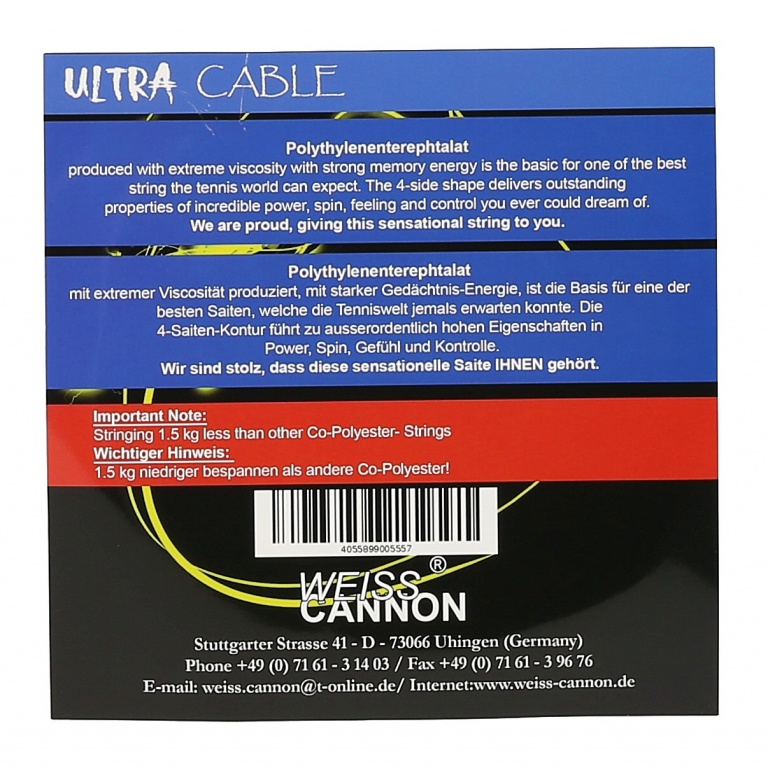 ULTRA CABLE
Polythylenenterephtalat
produced with extreme viscosity with strong memory energy is the basic for one of the best
string the tennis world can expect. The 4-side shape delivers outstanding
properties of incredible power, spin, feeling and control you ever could dream of.
We are proud, giving this sensational string to you.
Polythylenenterephtalat
mit extremer Viscosität produziert, mit starker Gedächtnis-Energie, ist die Basis für eine der
besten Saiten, welche die Tenniswelt jemals erwarten konnte. Die
4-Saiten-Kontur führt zu ausserordentlich hohen Eigenschaften in
Power, Spin, Gefühl und Kontrolle.
Wir sind stolz, dass diese sensationelle Saite IHNEN gehört.
Important Note:
Stringing 1.5 kg less than other Co-Polyester- Strings
Wichtiger Hinweis:
1.5 kg niedriger bespannen als andere Co-Polyester!
4055899005557
WEISS ®
CANNON
Stuttgarter Strasse 41 - D - 73066 Uhingen (Germany)
Phone +49 (0) 71 61 - 3 14 03 / Fax +49 (0) 71 61 - 3 96 76
E-mail: weiss.cannon@t-online.de/ Internet:www.weiss-cannon.de